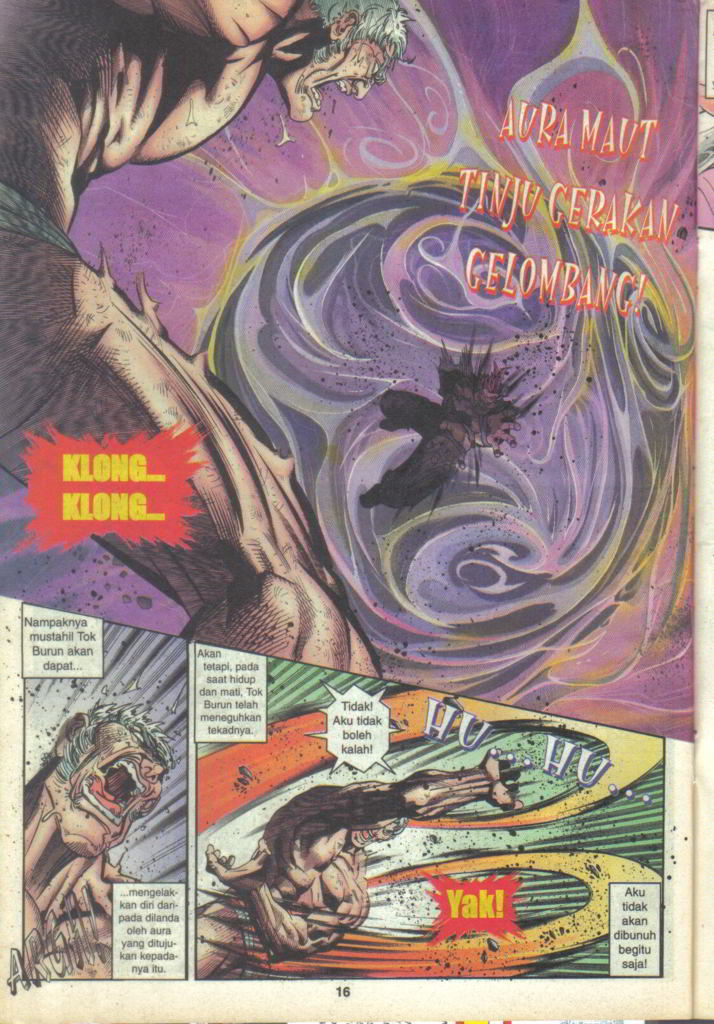 AURA MAUT
TINJU GERAKAN
GELOMBANG!
KLONG...
KLONG...
Nampaknya
mustahil Tok
Burun akan
dapat...
ARGH!!
...mengelak-
kan diri dari-
pada dilanda
oleh aura
yang dituju-
kan kepada-
nya itu.
Akan
tetapi, pada
saat hidup
dan mati, Tok
Burun telah
meneguhkan
tekadnya.
Tidak!
Aku tidak
boleh
kalah!
HU...HU...
Yak!
Aku
tidak
akan
dibunuh
begitu
saja!
16